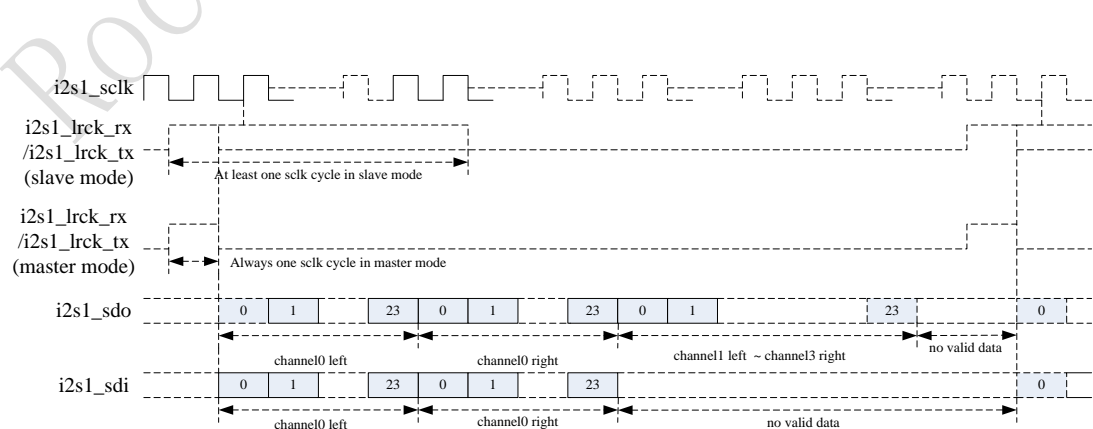 Roc
i2s1_sclk
i2s1_lrck_rx
/i2s1_lrck_tx
(slave mode)
At least one sclk cycle in slave mode
i2s1_lrck_rx
/i2s1_lrck_tx
(master mode)
Always one sclk cycle in master mode
i2s1_sdo 0 1 23 0 1 23 0 1 23 0
channel0 left channel0 right channel1 left ~ channel3 right no valid data
i2s1_sdi 0 1 23 0 1 23 0
channel0 left channel0 right no valid data